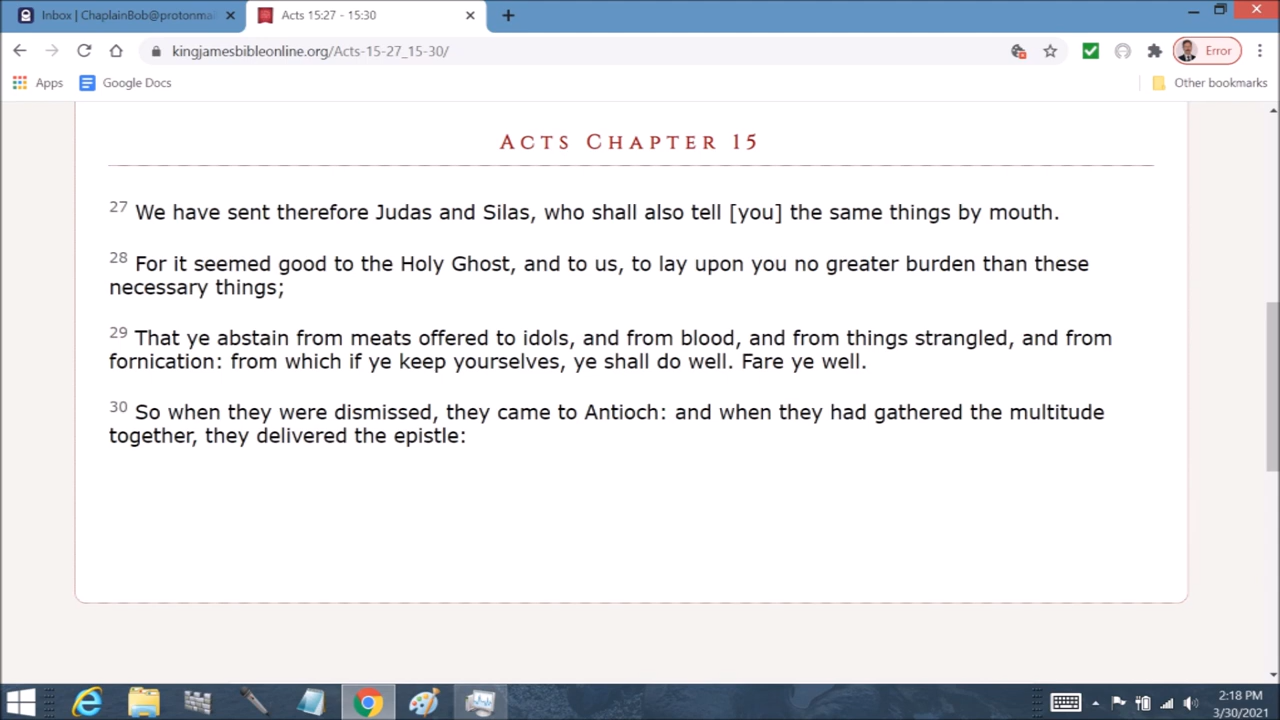 Inbox | ChaplainBob@protonmai
Acts 15:27 - 15:30
kingjamesbibleonline.org/Acts-15-27_15-30/
Error
Apps
Google Docs
Other bookmarks
Acts Chapter 15
27 We have sent therefore Judas and Silas, who shall also tell [you] the same things by mouth.
28 For it seemed good to the Holy Ghost, and to us, to lay upon you no greater burden than these
necessary things;
29 That ye abstain from meats offered to idols, and from blood, and from things strangled, and from
fornication: from which if ye keep yourselves, ye shall do well. Fare ye well.
30 So when they were dismissed, they came to Antioch: and when they had gathered the multitude
together, they delivered the epistle:
2:18 PM
3/30/2021